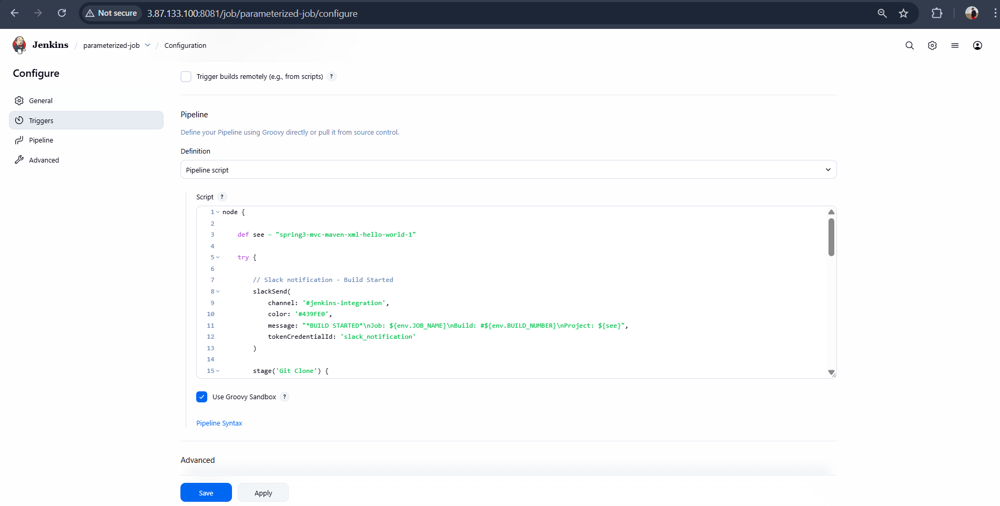 Not secure 3.87.133.100:8081/job/parameterized-job/configure
Jenkins / parameterized-job / Configuration
Configure
General
Triggers
Pipeline
Advanced
Trigger builds remotely (e.g., from scripts) ?
Pipeline
Define your Pipeline using Groovy directly or pull it from source control.
Definition
Pipeline script
Script ?
1 node {
2
3     def see = "spring3-mvc-maven-xml-hello-world-1"
4
5     try {
6
7         // Slack notification - Build Started
8         slackSend(
9             channel: '#jenkins-integration',
10             color: '#439FE0',
11             message: "*BUILD STARTED*\nJob: ${env.JOB_NAME}\nBuild: #${env.BUILD_NUMBER}\nProject: ${see}",
12             tokenCredentialId: 'slack_notification'
13         )
14
15         stage('Git Clone') {
Use Groovy Sandbox ?
Pipeline Syntax
Advanced
Save Apply